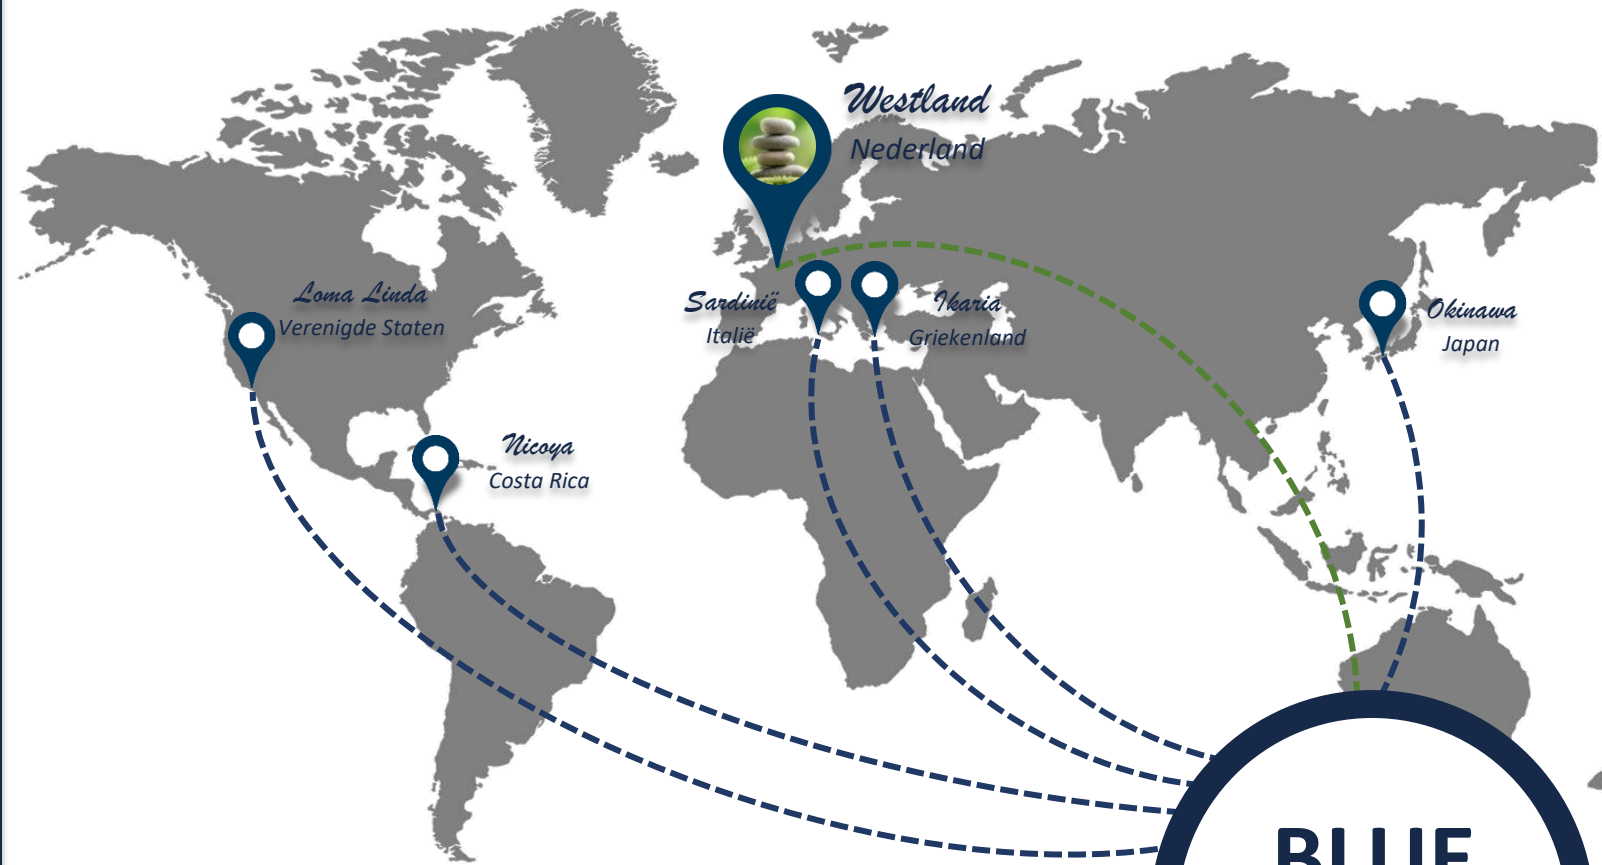 Westland
Nederland
Loma Linda
Verenigde Staten
Sardinië
Italië
Ikaria
Griekenland
Okinawa
Japan
Nicoya
Costa Rica
BLUE